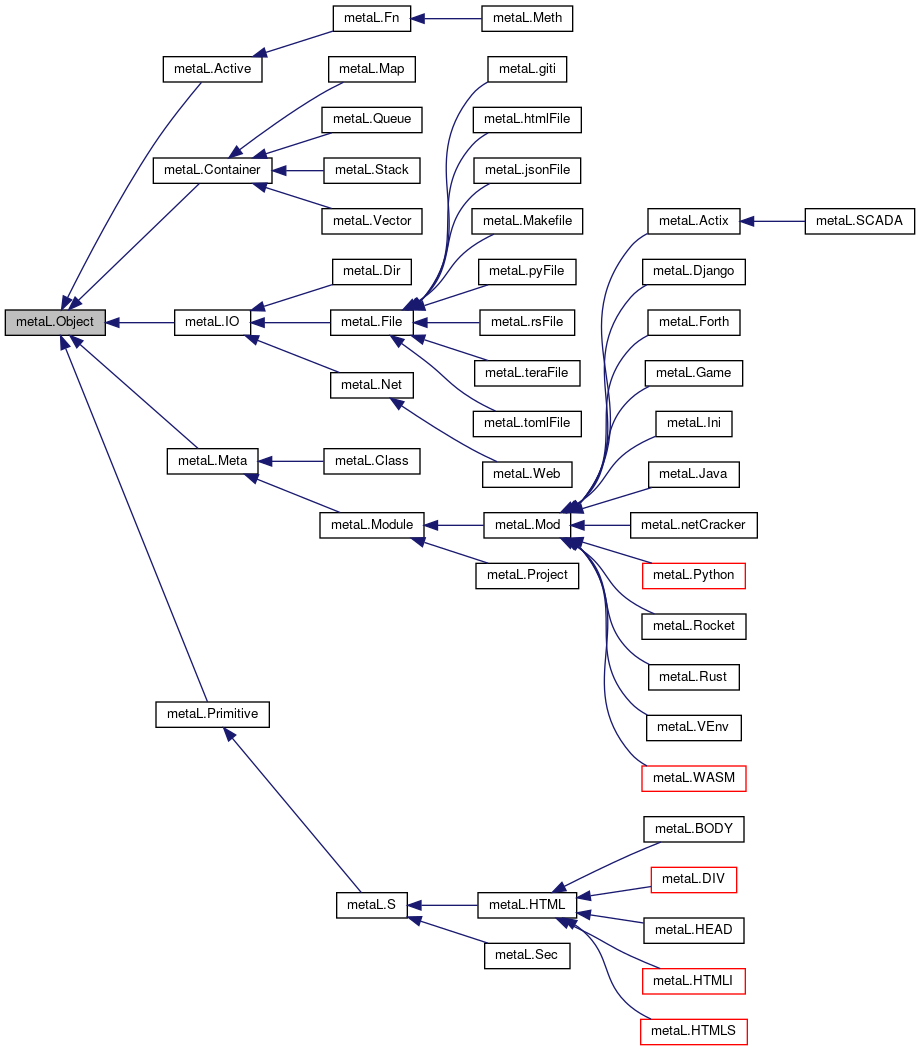 metaL.Fn
metaL.Meth
metaL.Active
metaL.Map
metaL.giti
metaL.Queue
metaL.htmlFile
metaL.Container
metaL.Stack
metaL.jsonFile
metaL.Vector
metaL.Makefile
metaL.Actix
metaL.SCADA
metaL.Dir
metaL.pyFile
metaL.Django
metaL.Object
metaL.IO
metaL.File
metaL.rsFile
metaL.Forth
metaL.Net
metaL.teraFile
metaL.Game
metaL.tomlFile
metaL.Ini
metaL.Meta
metaL.Class
metaL.Web
metaL.Java
metaL.Module
metaL.Mod
metaL.netCracker
metaL.Project
metaL.Python
metaL.Rocket
metaL.Rust
metaL.Primitive
metaL.VEnv
metaL.WASM
metaL.BODY
metaL.DIV
metaL.S
metaL.HTML
metaL.HEAD
metaL.Sec
metaL.HTMLI
metaL.HTMLS